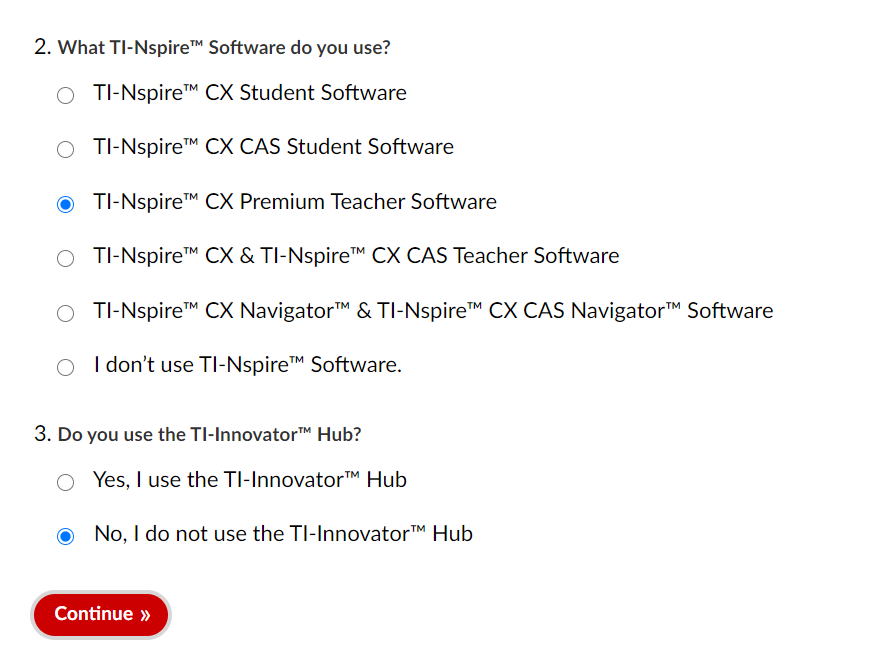 2. What TI-Nspire™ Software do you use?
TI-Nspire™ CX Student Software
TI-Nspire™ CX CAS Student Software
TI-Nspire™ CX Premium Teacher Software
TI-Nspire™ CX & TI-Nspire™ CX CAS Teacher Software
TI-Nspire™ CX Navigator™ & TI-Nspire™ CX CAS Navigator™ Software
I don’t use TI-Nspire™ Software.
3. Do you use the TI-Innovator™ Hub?
Yes, I use the TI-Innovator™ Hub
No, I do not use the TI-Innovator™ Hub
Continue »